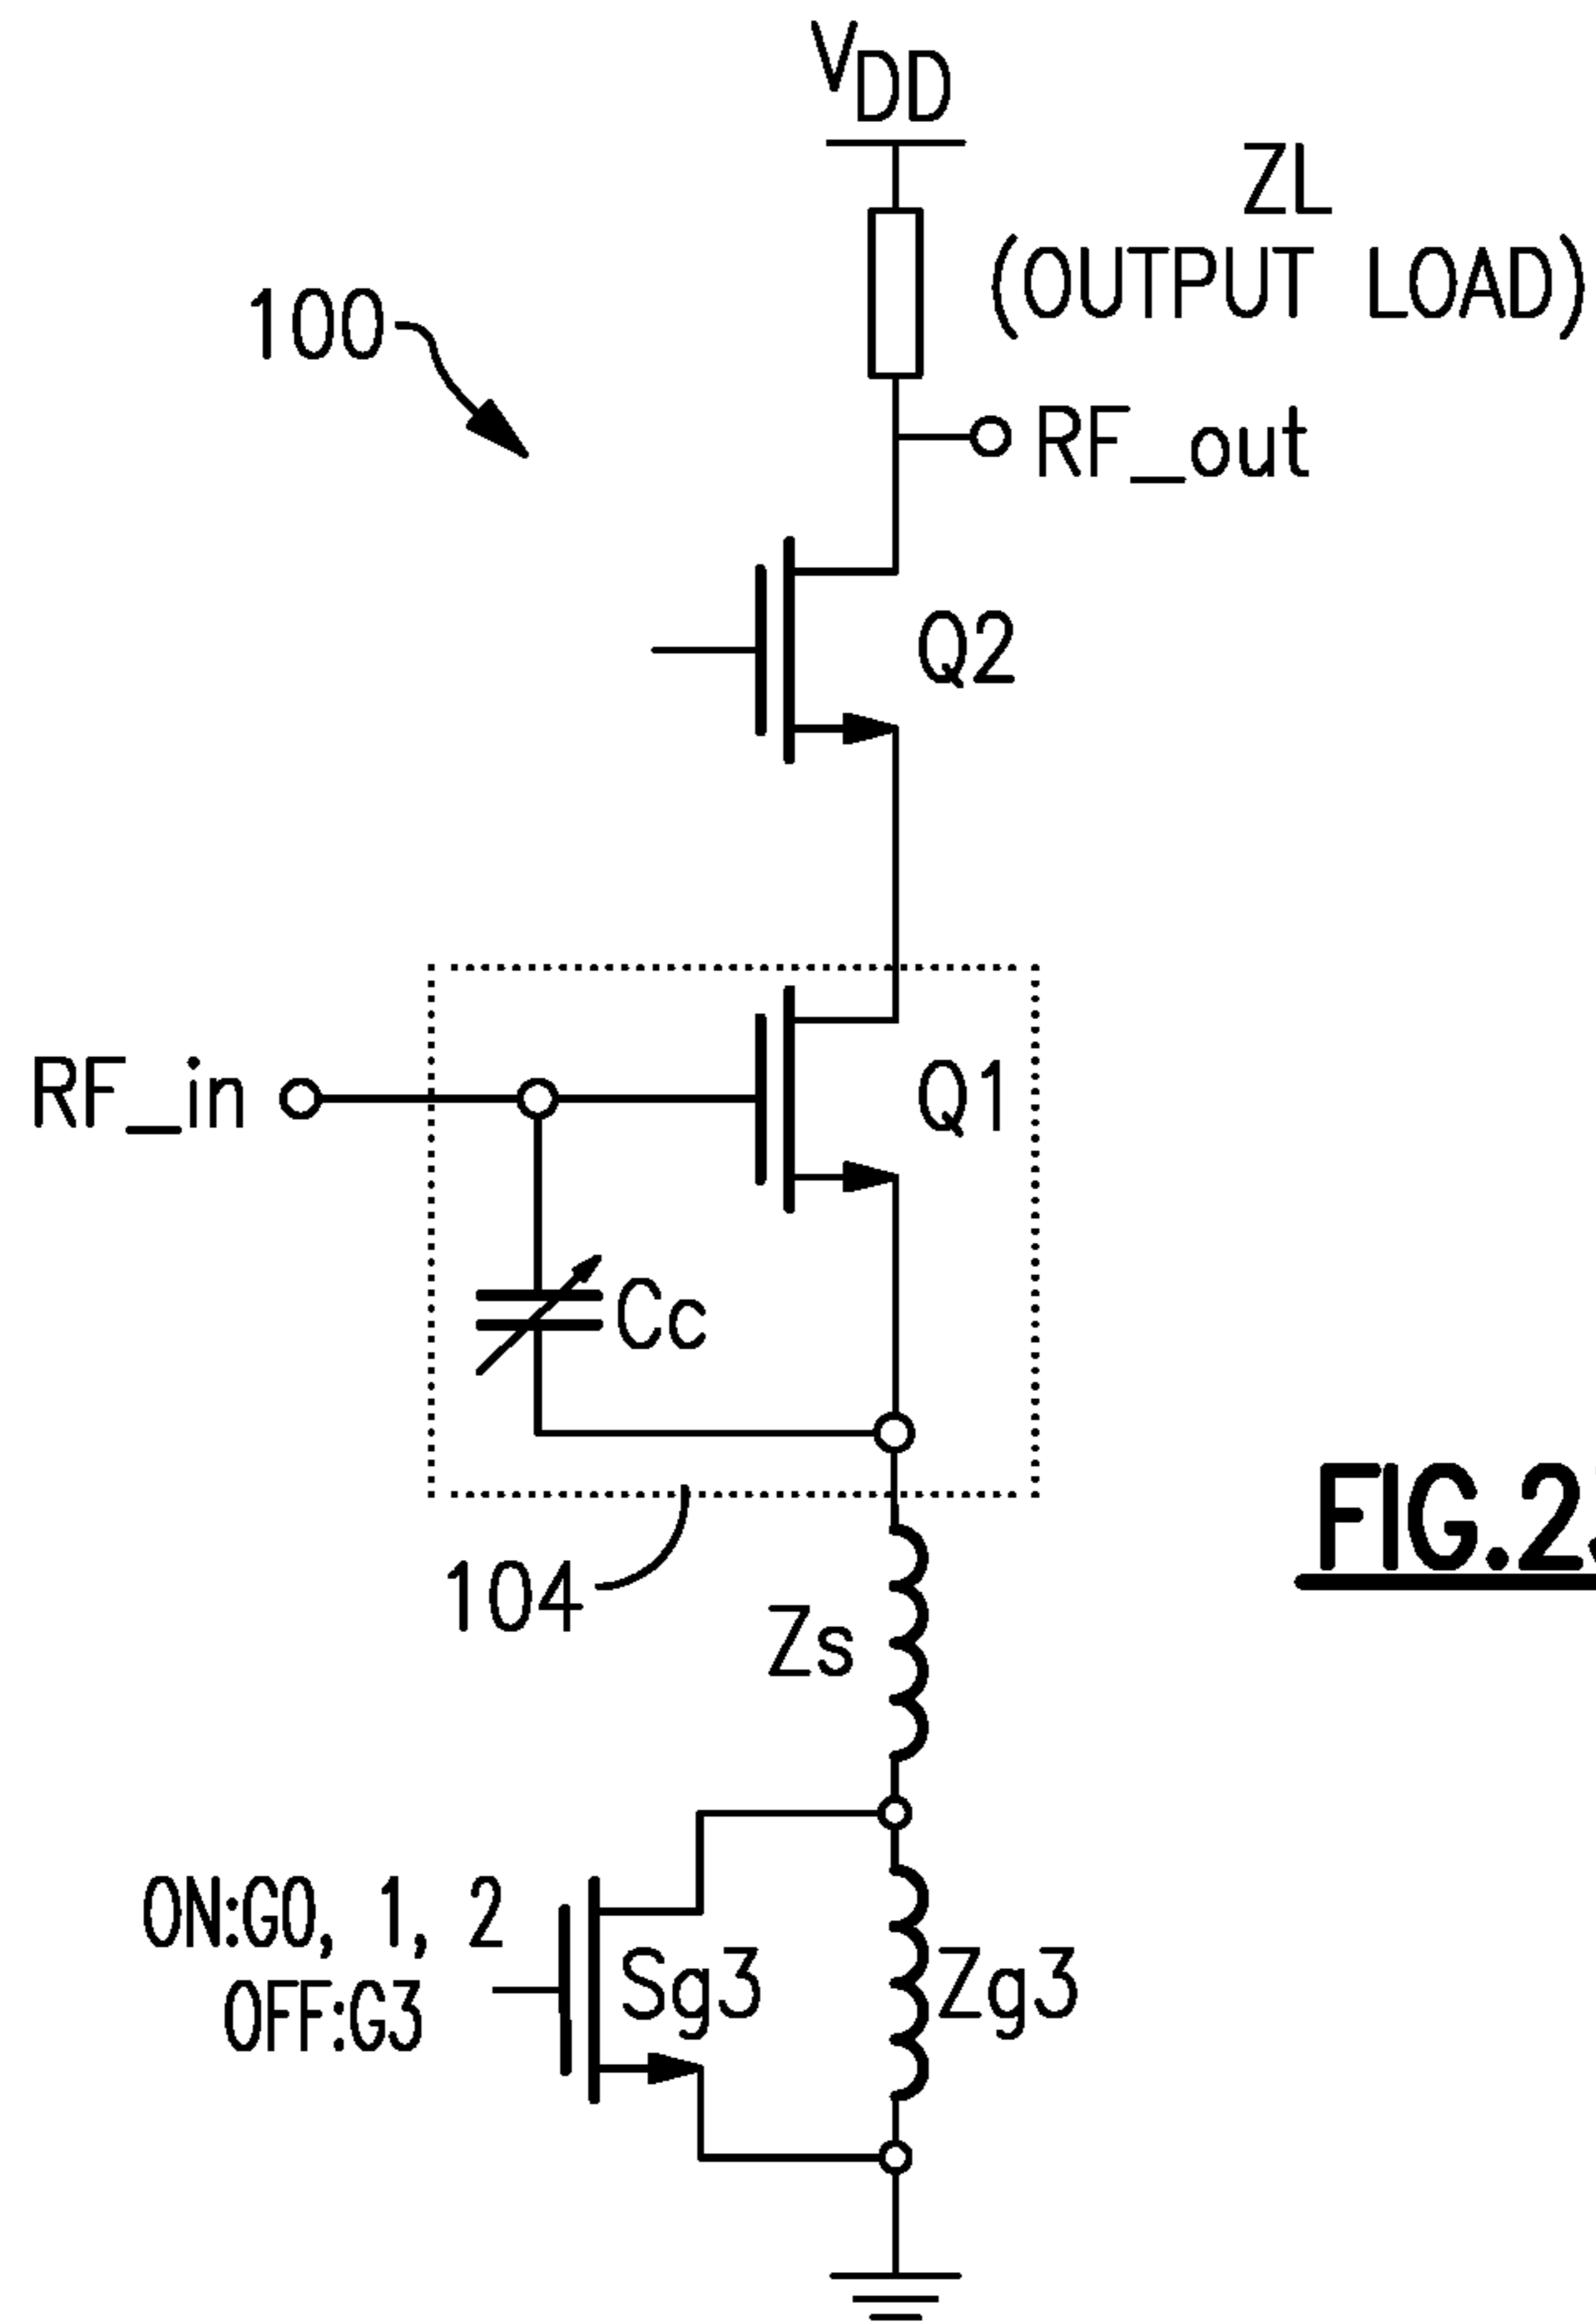 VDD
ZL
(OUTPUT LOAD)
100
RF_out
Q2
RF_in
Q1
Cc
104
Zs
ON:G0, 1, 2
OFF:G3
Sg3
Zg3